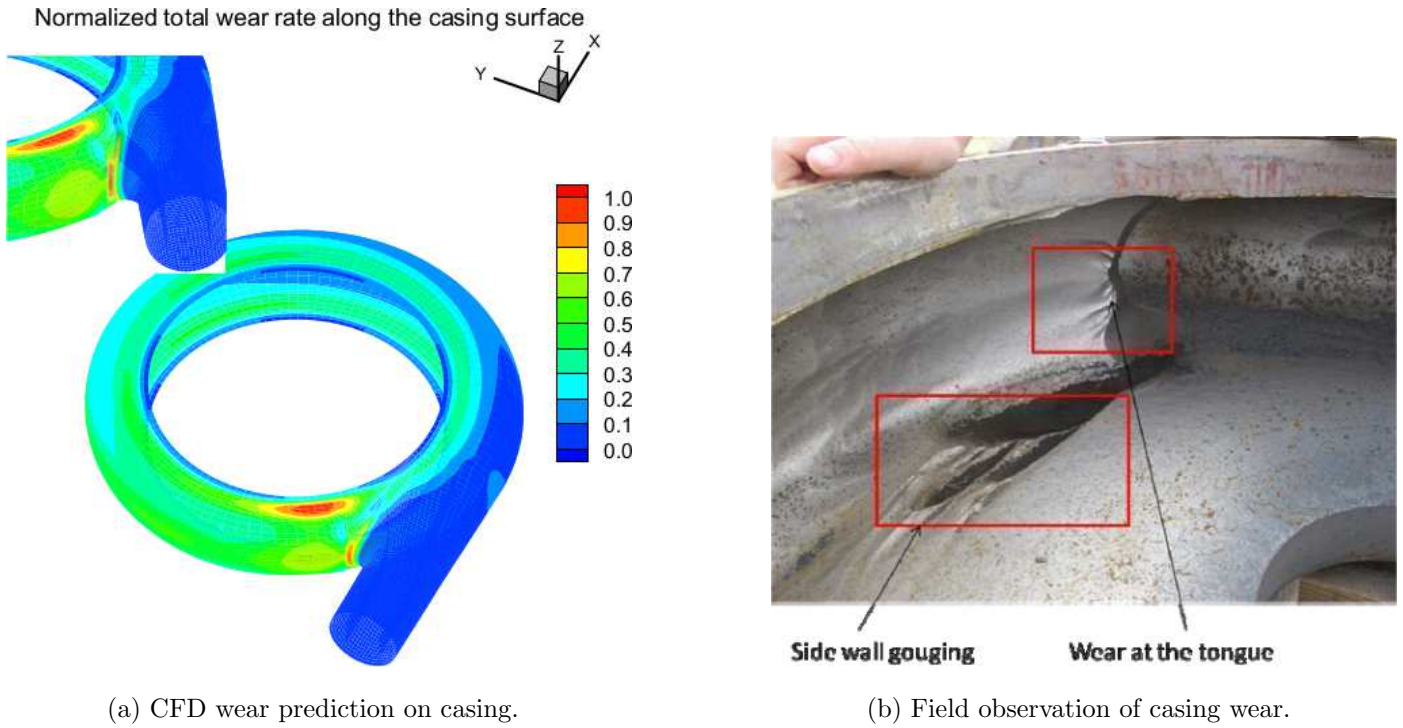 Normalized total wear rate along the casing surface
Z
X
Y
1.0
0.9
0.8
0.7
0.6
0.5
0.4
0.3
0.2
0.1
0.0
Side wall gouging
Wear at the tongue
(a) CFD wear prediction on casing.
(b) Field observation of casing wear.